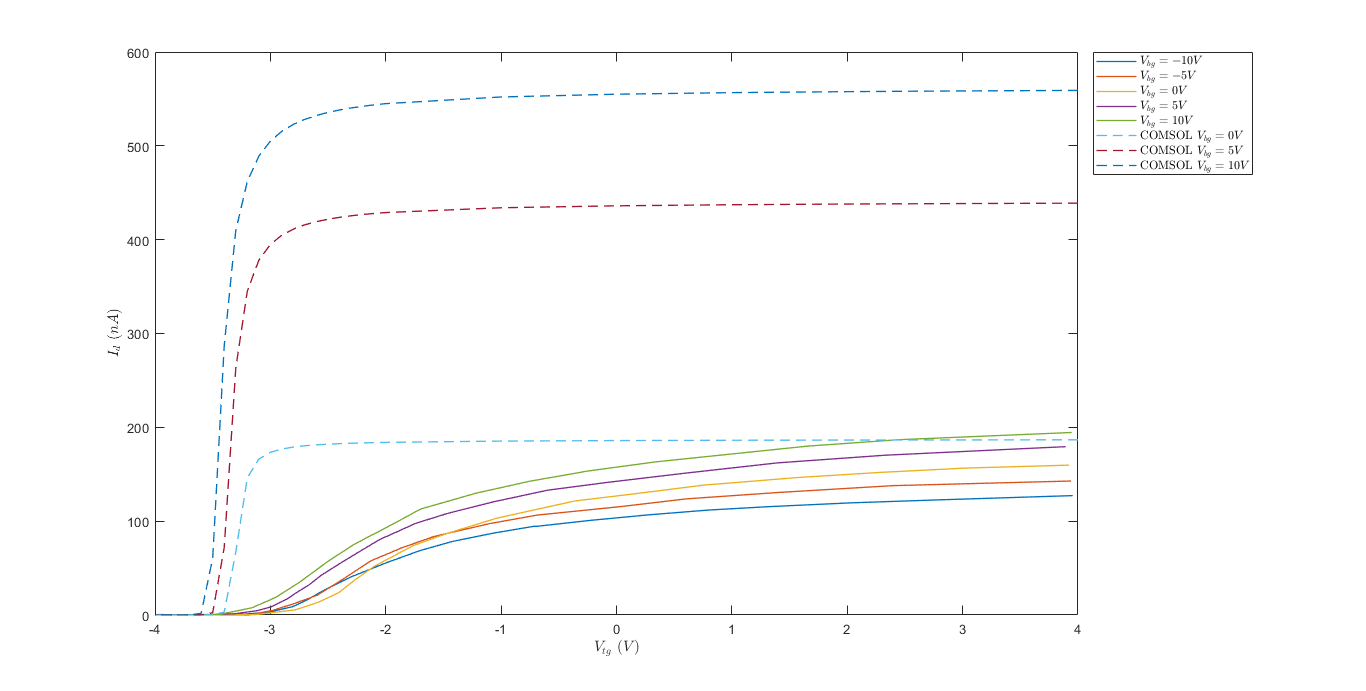 600
500
400
300
200
100
0
I_d (nA)
-4 -3 -2 -1 0 1 2 3 4
V_tg (V)
V_bg = −10V
V_bg = −5V
V_bg = 0V
V_bg = 5V
V_bg = 10V
COMSOL V_bg = 0V
COMSOL V_bg = 5V
COMSOL V_bg = 10V